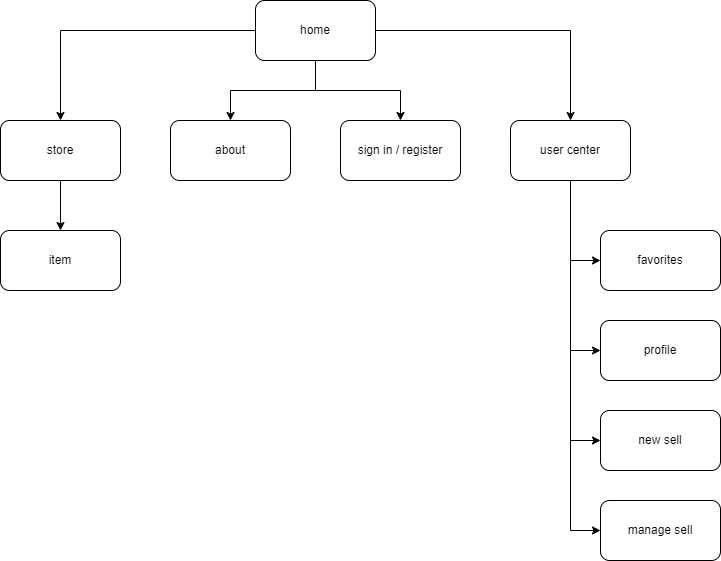 home
store
about
sign in / register
user center
item
favorites
profile
new sell
manage sell